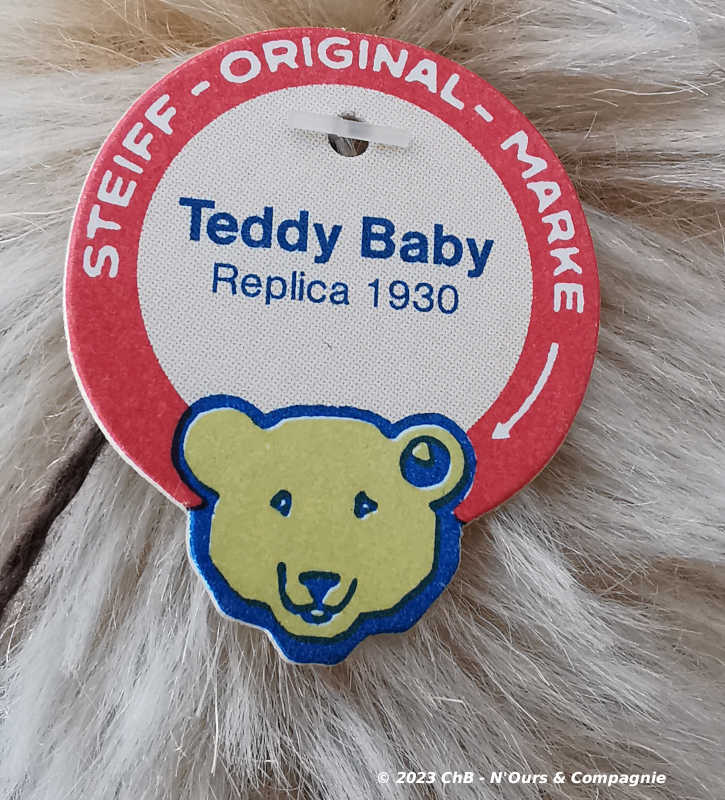 STEIFF - ORIGINAL - MARKE
Teddy Baby
Replica 1930
© 2023 ChB - N'Ours & Compagnie